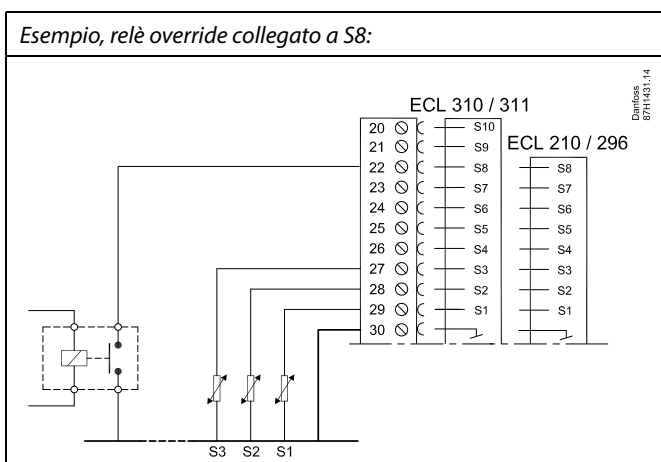 Esempio, relè override collegato a S8:
Danfoss
87H1431.14
ECL 310 / 311
ECL 210 / 296
20 S10
21 S9
22 S8 S8
23 S7 S7
24 S6 S6
25 S5 S5
26 S4 S4
27 S3 S3
28 S2 S2
29 S1 S1
30
S3 S2 S1